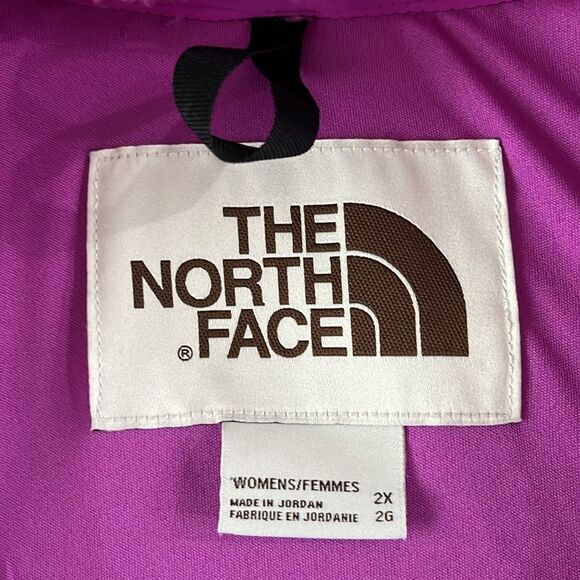 THE
NORTH
® FACE
WOMENS/FEMMES
MADE IN JORDAN 2X
FABRIQUE EN JORDANIE 2G